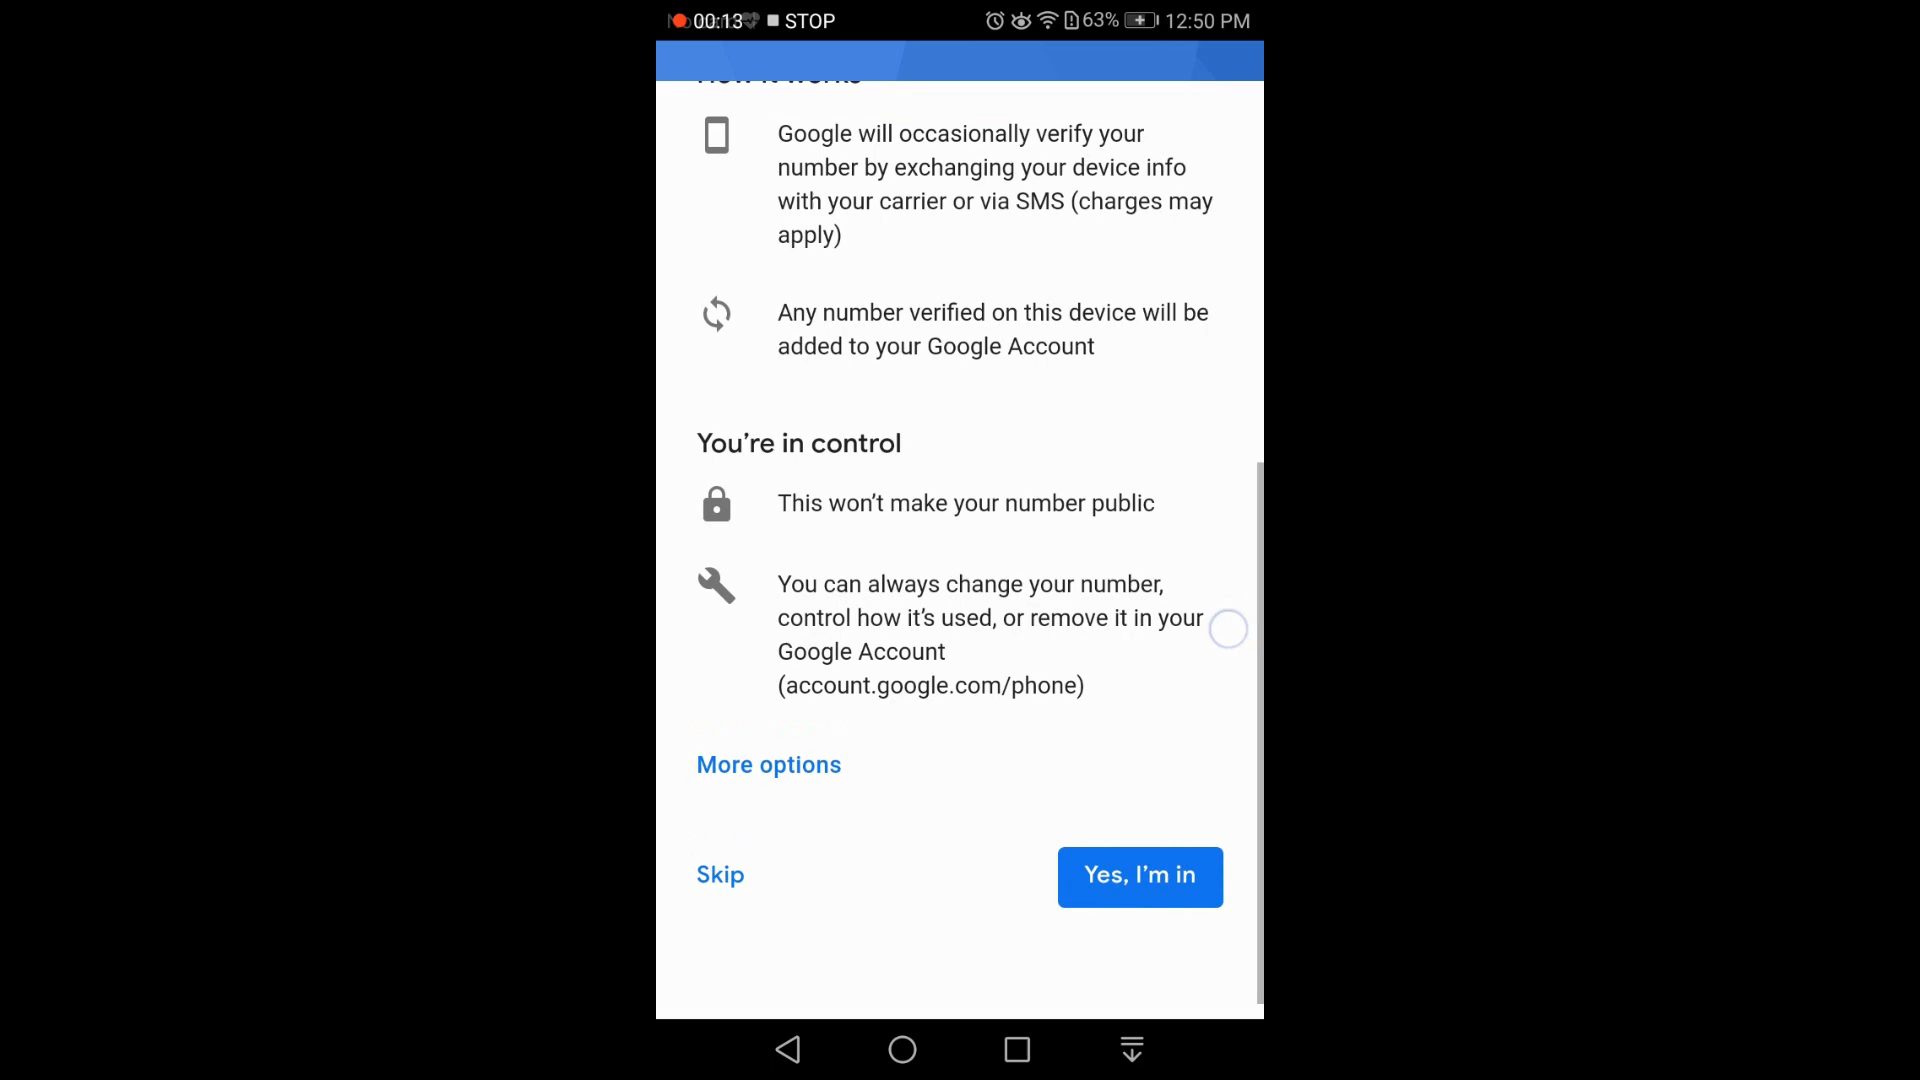 00:13 STOP 63% 12:50 PM
How it works
Google will occasionally verify your
number by exchanging your device info
with your carrier or via SMS (charges may
apply)
Any number verified on this device will be
added to your Google Account
You’re in control
This won’t make your number public
You can always change your number,
control how it’s used, or remove it in your
Google Account
(account.google.com/phone)
More options
Skip
Yes, I’m in